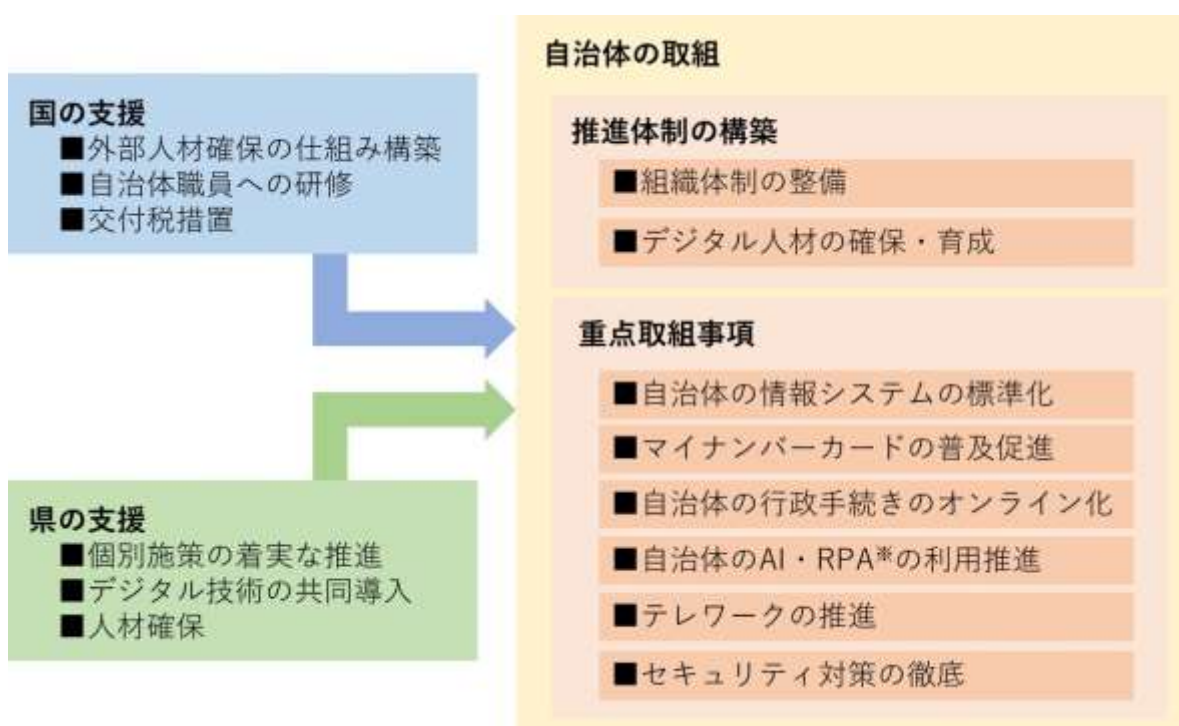 国の支援
■外部人材確保の仕組み構築
■自治体職員への研修
■交付税措置
県の支援
■個別施策の着実な推進
■デジタル技術の共同導入
■人材確保
自治体の取組
推進体制の構築
■組織体制の整備
■デジタル人材の確保・育成
重点取組事項
■自治体の情報システムの標準化
■マイナンバーカードの普及促進
■自治体の行政手続きのオンライン化
■自治体のAI・RPA※の利用推進
■テレワークの推進
■セキュリティ対策の徹底